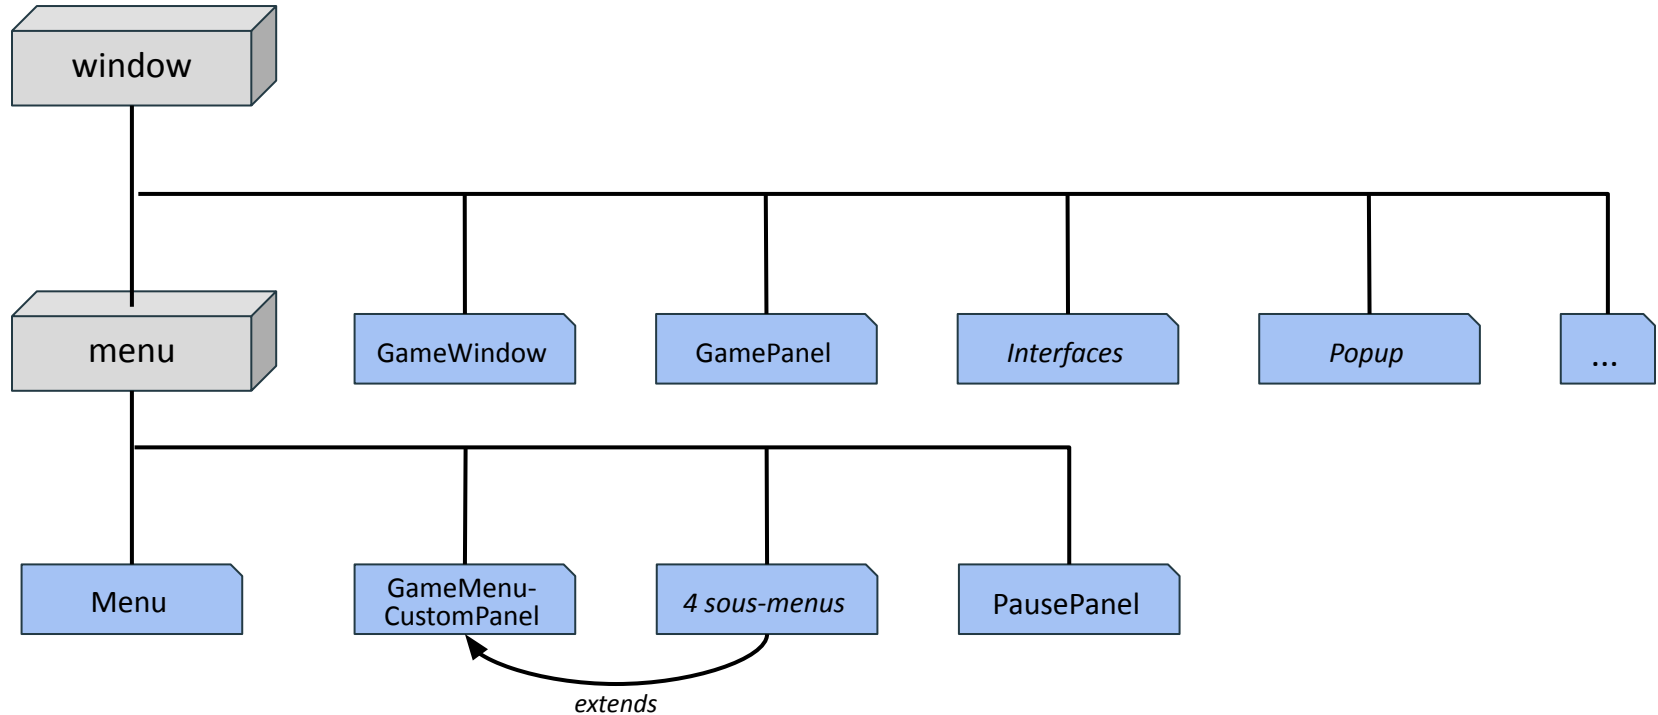 window
GameWindow
GamePanel
Interfaces
Popup
...
menu
Menu
GameMenu-
CustomPanel
4 sous-menus
PausePanel
extends